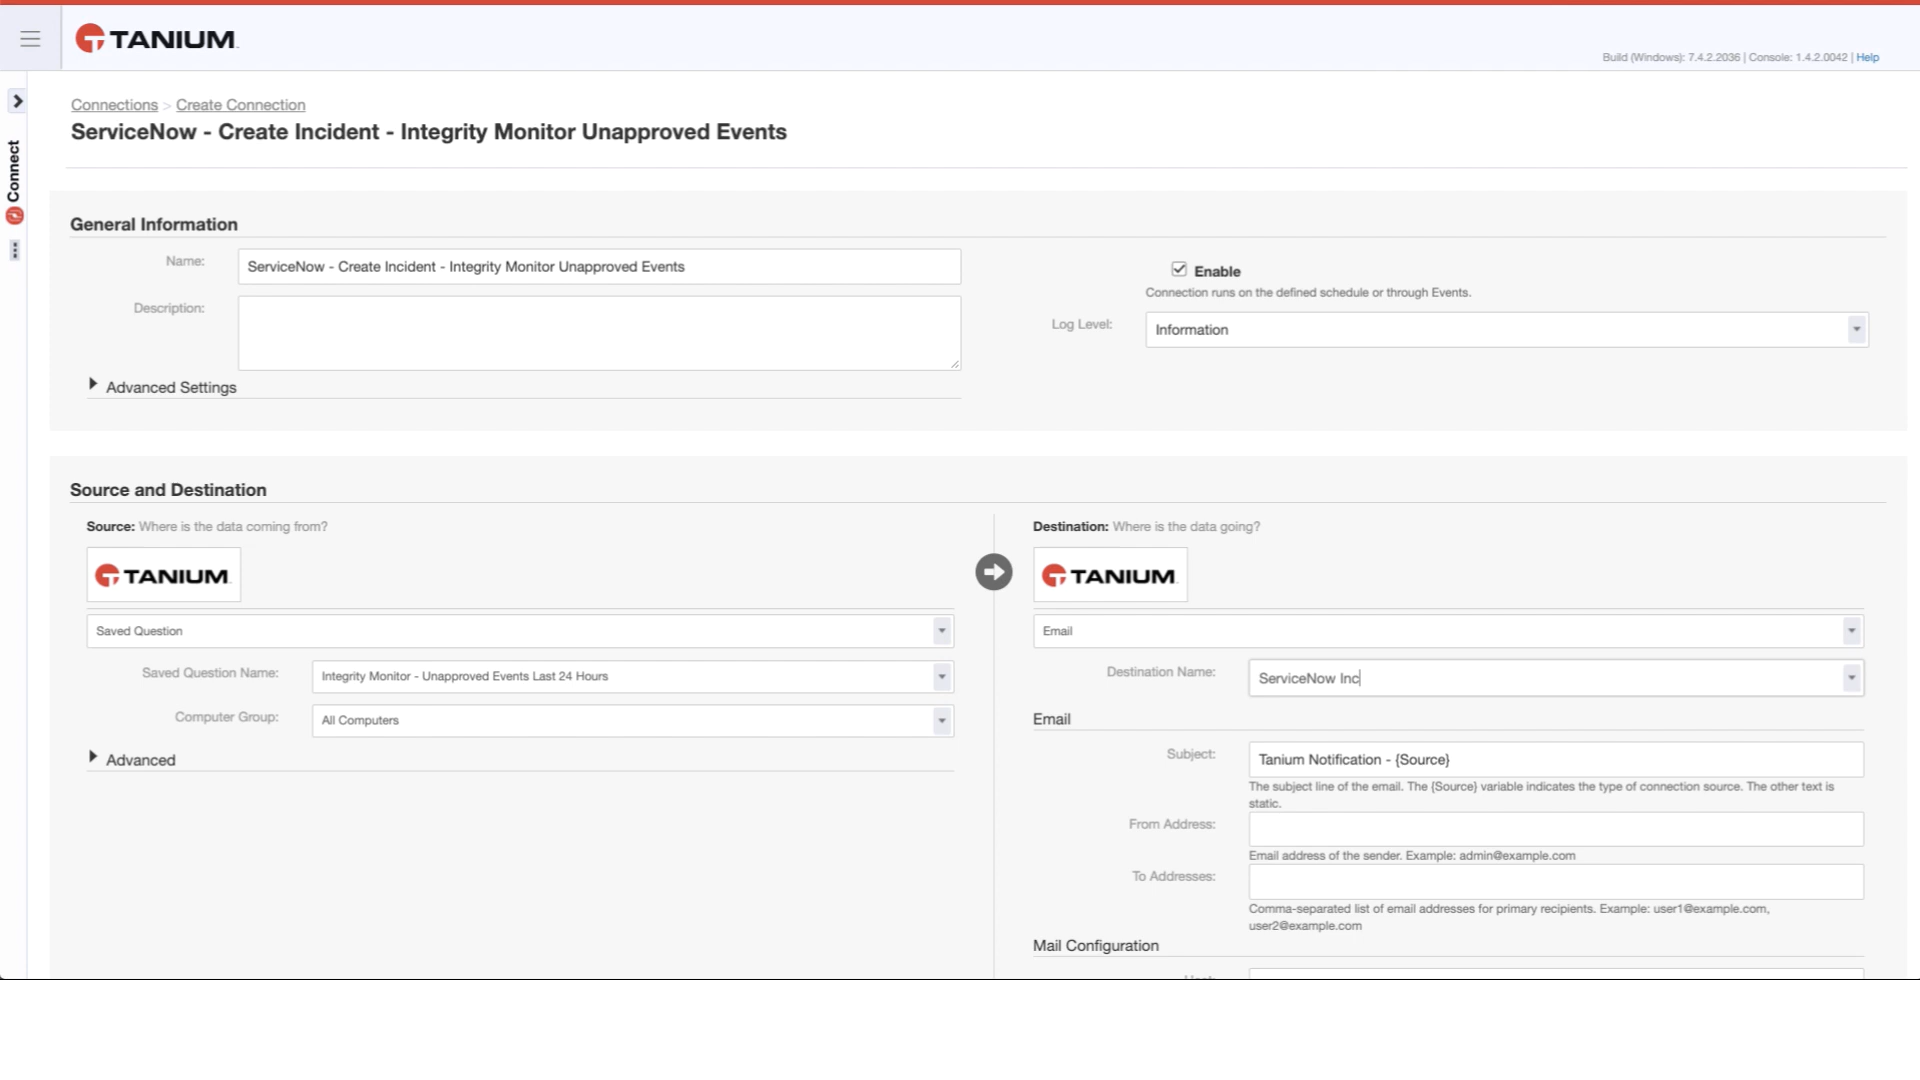 TANIUM
Build (Windows): 7.4.2.2036 | Console: 1.4.2.0042 | Help
Connect
Connections > Create Connection
ServiceNow - Create Incident - Integrity Monitor Unapproved Events
General Information
Name:
ServiceNow - Create Incident - Integrity Monitor Unapproved Events
Description:
Advanced Settings
Enable
Connection runs on the defined schedule or through Events.
Log Level:
Information
Source and Destination
Source: Where is the data coming from?
TANIUM
Saved Question
Saved Question Name:
Integrity Monitor - Unapproved Events Last 24 Hours
Computer Group:
All Computers
Advanced
Destination: Where is the data going?
TANIUM
Email
Destination Name:
ServiceNow Inc
Email
Subject:
Tanium Notification - {Source}
The subject line of the email. The {Source} variable indicates the type of connection source. The other text is
static.
From Address:
Email address of the sender. Example: admin@example.com
To Addresses:
Comma-separated list of email addresses for primary recipients. Example: user1@example.com,
user2@example.com
Mail Configuration